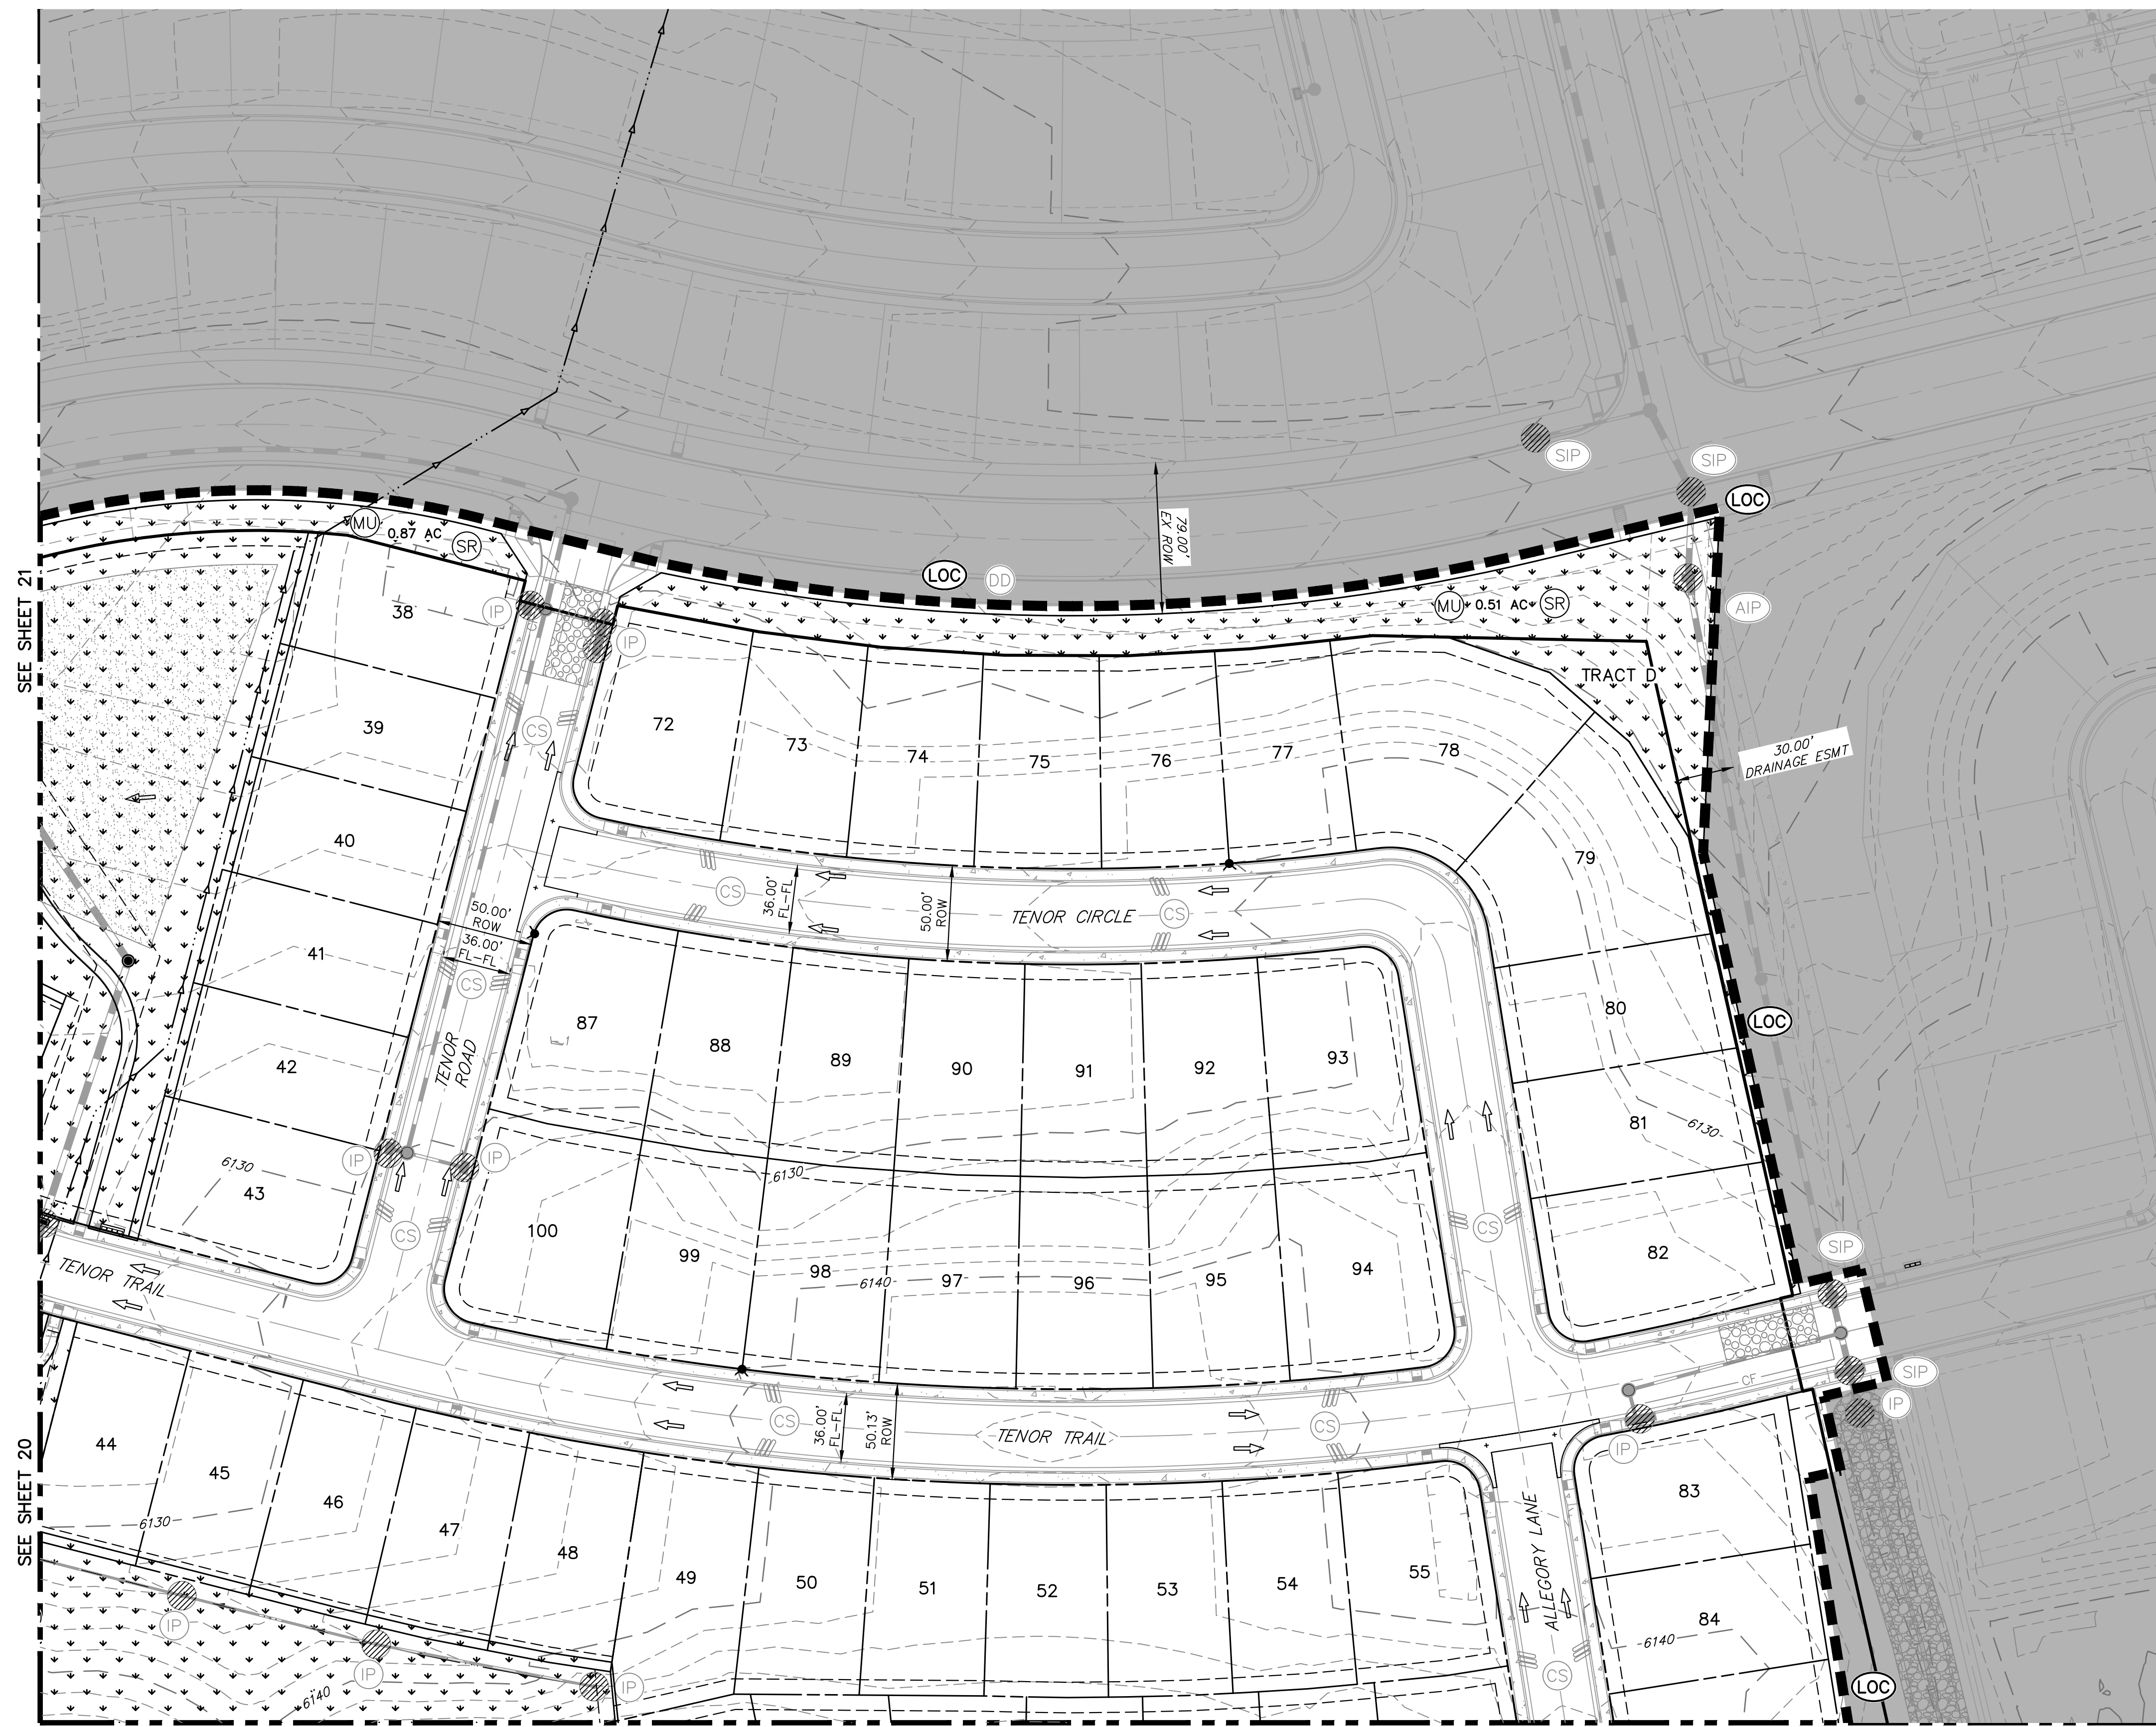 S
W
W
S
S
SIP
SIP
LOC
79.00'
EX ROW
MU
0.87 AC
SR
LOC
DD
SEE SHEET 21
IP
38
IP
MU
0.51 AC
SR
AIP
TRACT D
72
73
74
75
76
77
78
39
CS
30.00'
DRAINAGE ESMT
40
79
CS
36.00'
FL-FL
50.00'
ROW
TENOR CIRCLE
CS
50.00'
ROW
36.00'
FL-FL
41
CS
80
LOC
87
88
89
90
91
92
93
42
TENOR
ROAD
81
6130
IP
IP
6130
43
6130
100
99
98
6140
97
96
95
94
CS
CS
82
SIP
TENOR TRAIL
CF
CF
SIP
IP
CS
36.00'
FL-FL
50.13'
ROW
TENOR TRAIL
CS
IP
SEE SHEET 20
44
45
46
47
48
49
50
51
52
53
54
55
6130
ALLEGORY LANE
83
84
6140
IP
IP
IP
6140
CS
LOC